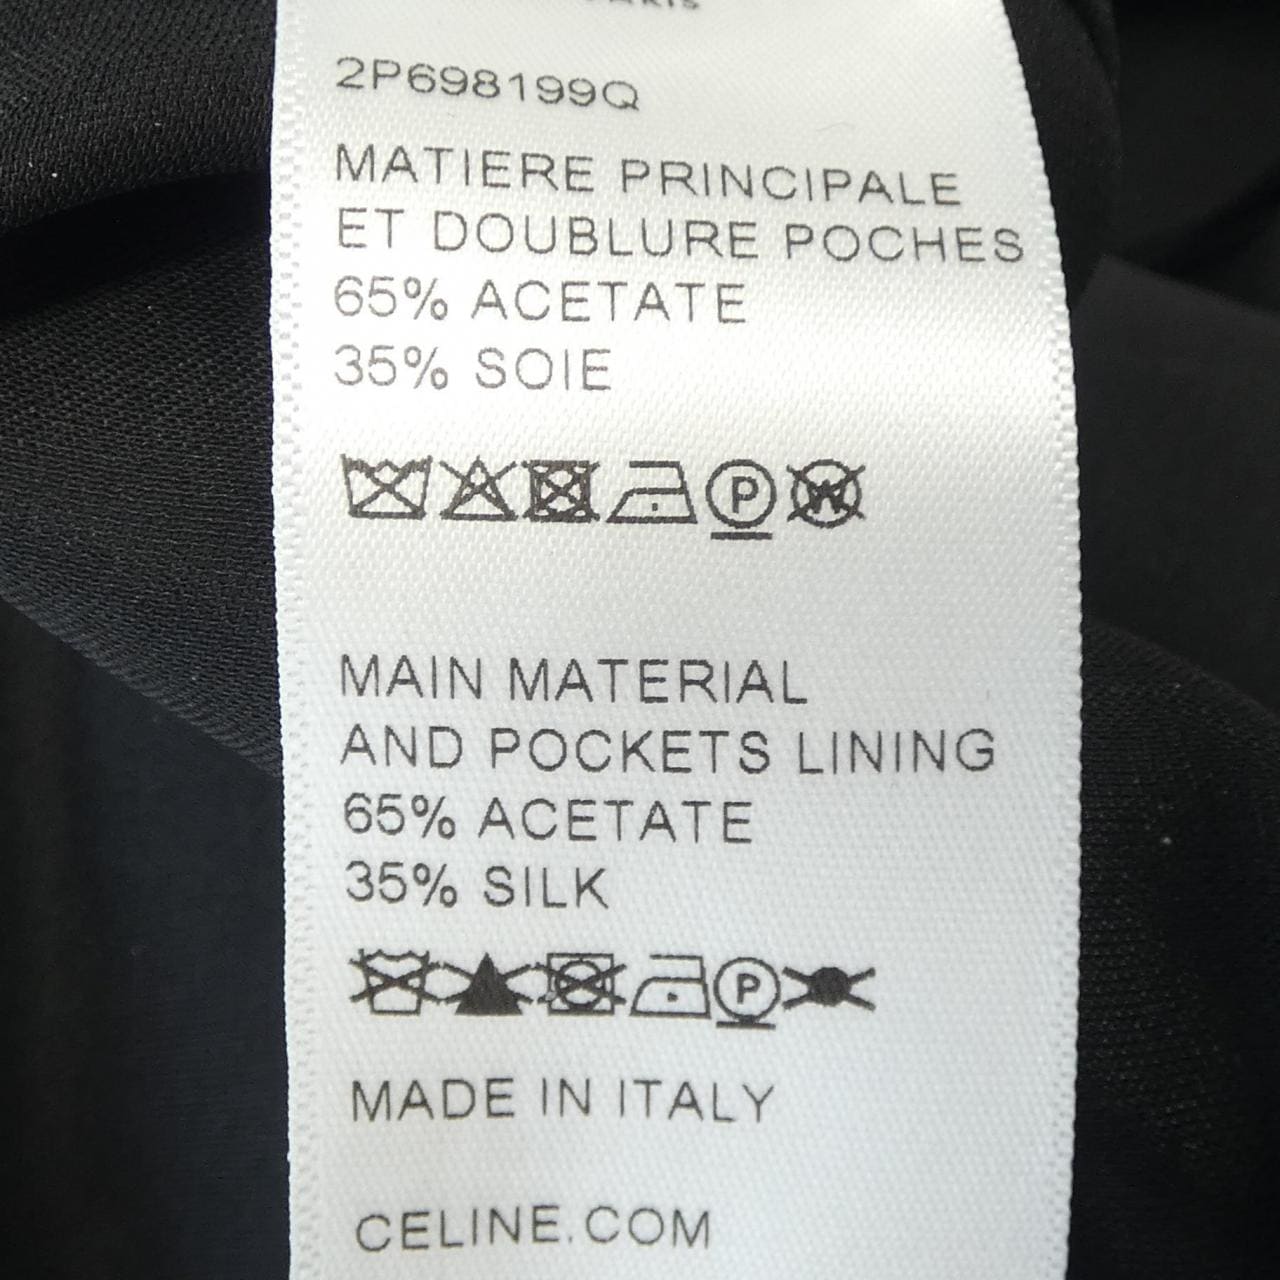 PARIS
2P698199Q
MATIERE PRINCIPALE
ET DOUBLURE POCHES
65% ACETATE
35% SOIE
P W
MAIN MATERIAL
AND POCKETS LINING
65% ACETATE
35% SILK
P
MADE IN ITALY
CELINE.COM